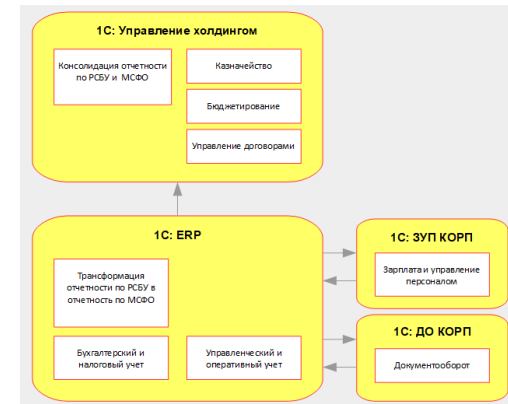 1С: Управление холдингом
Консолидация отчетности
по РСБУ и МСФО
Казначейство
Бюджетирование
Управление договорами
1С: ERP
Трансформация
отчетности по РСБУ в
отчетность по МСФО
Бухгалтерский и
налоговый учет
Управленческий и
оперативный учет
1С: ЗУП КОРП
Зарплата и управление
персоналом
1С: ДО КОРП
Документооборот